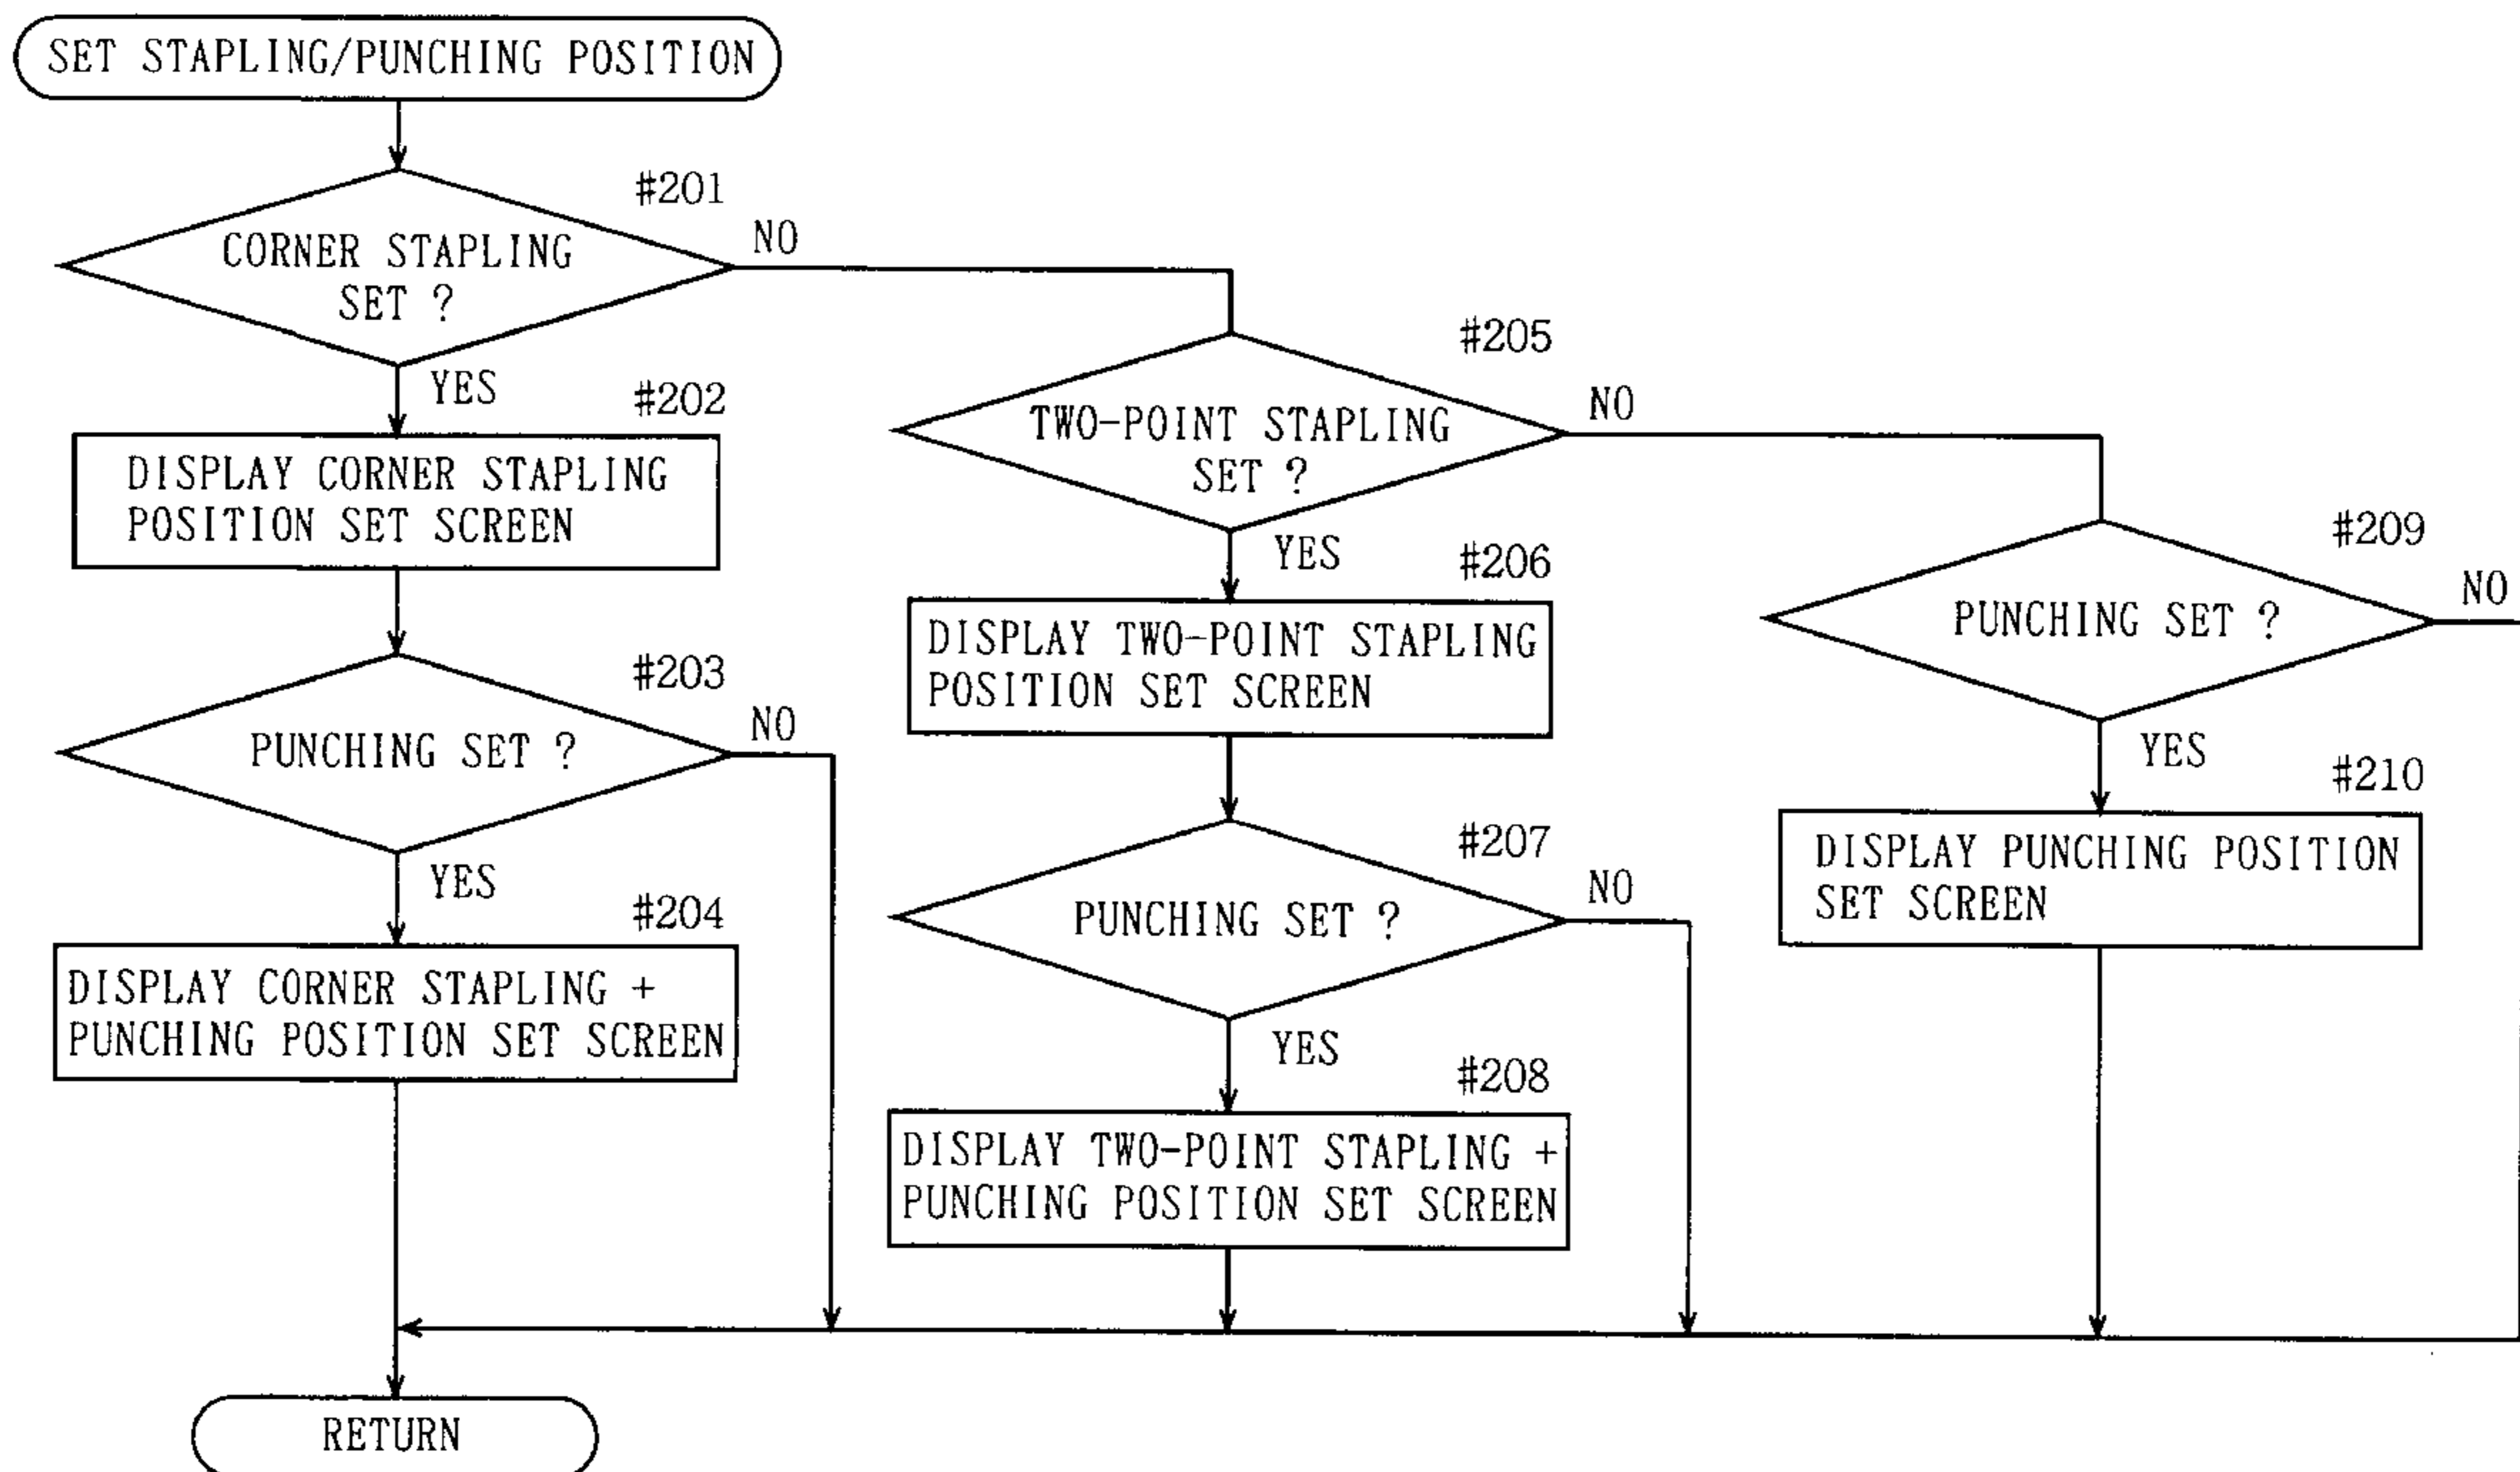 SET STAPLING/PUNCHING POSITION
#201
CORNER STAPLING
SET ?
NO
YES
#202
DISPLAY CORNER STAPLING
POSITION SET SCREEN
#203
PUNCHING SET ?
NO
YES
#204
DISPLAY CORNER STAPLING +
PUNCHING POSITION SET SCREEN
#205
TWO-POINT STAPLING
SET ?
NO
YES
#206
DISPLAY TWO-POINT STAPLING
POSITION SET SCREEN
#207
PUNCHING SET ?
NO
YES
#208
DISPLAY TWO-POINT STAPLING +
PUNCHING POSITION SET SCREEN
#209
PUNCHING SET ?
NO
YES
#210
DISPLAY PUNCHING POSITION
SET SCREEN
RETURN